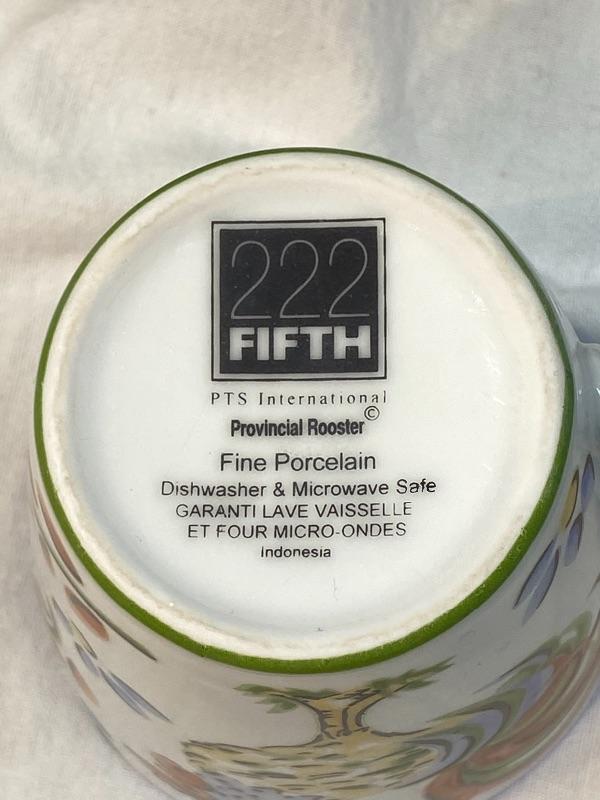 222
FIFTH
PTS International
Provincial Rooster©
Fine Porcelain
Dishwasher & Microwave Safe
GARANTI LAVE VAISSELLE
ET FOUR MICRO-ONDES
Indonesia